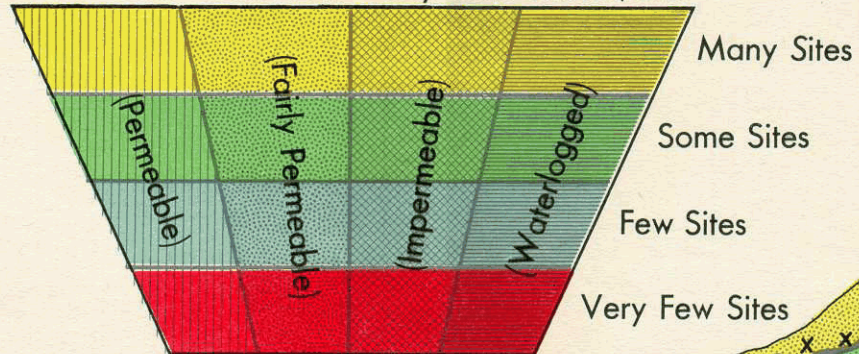 Many Sites
Some Sites
Few Sites
Very Few Sites
(Permeable)
(Fairly Permeable)
(Impermeable)
(Waterlogged)
x x